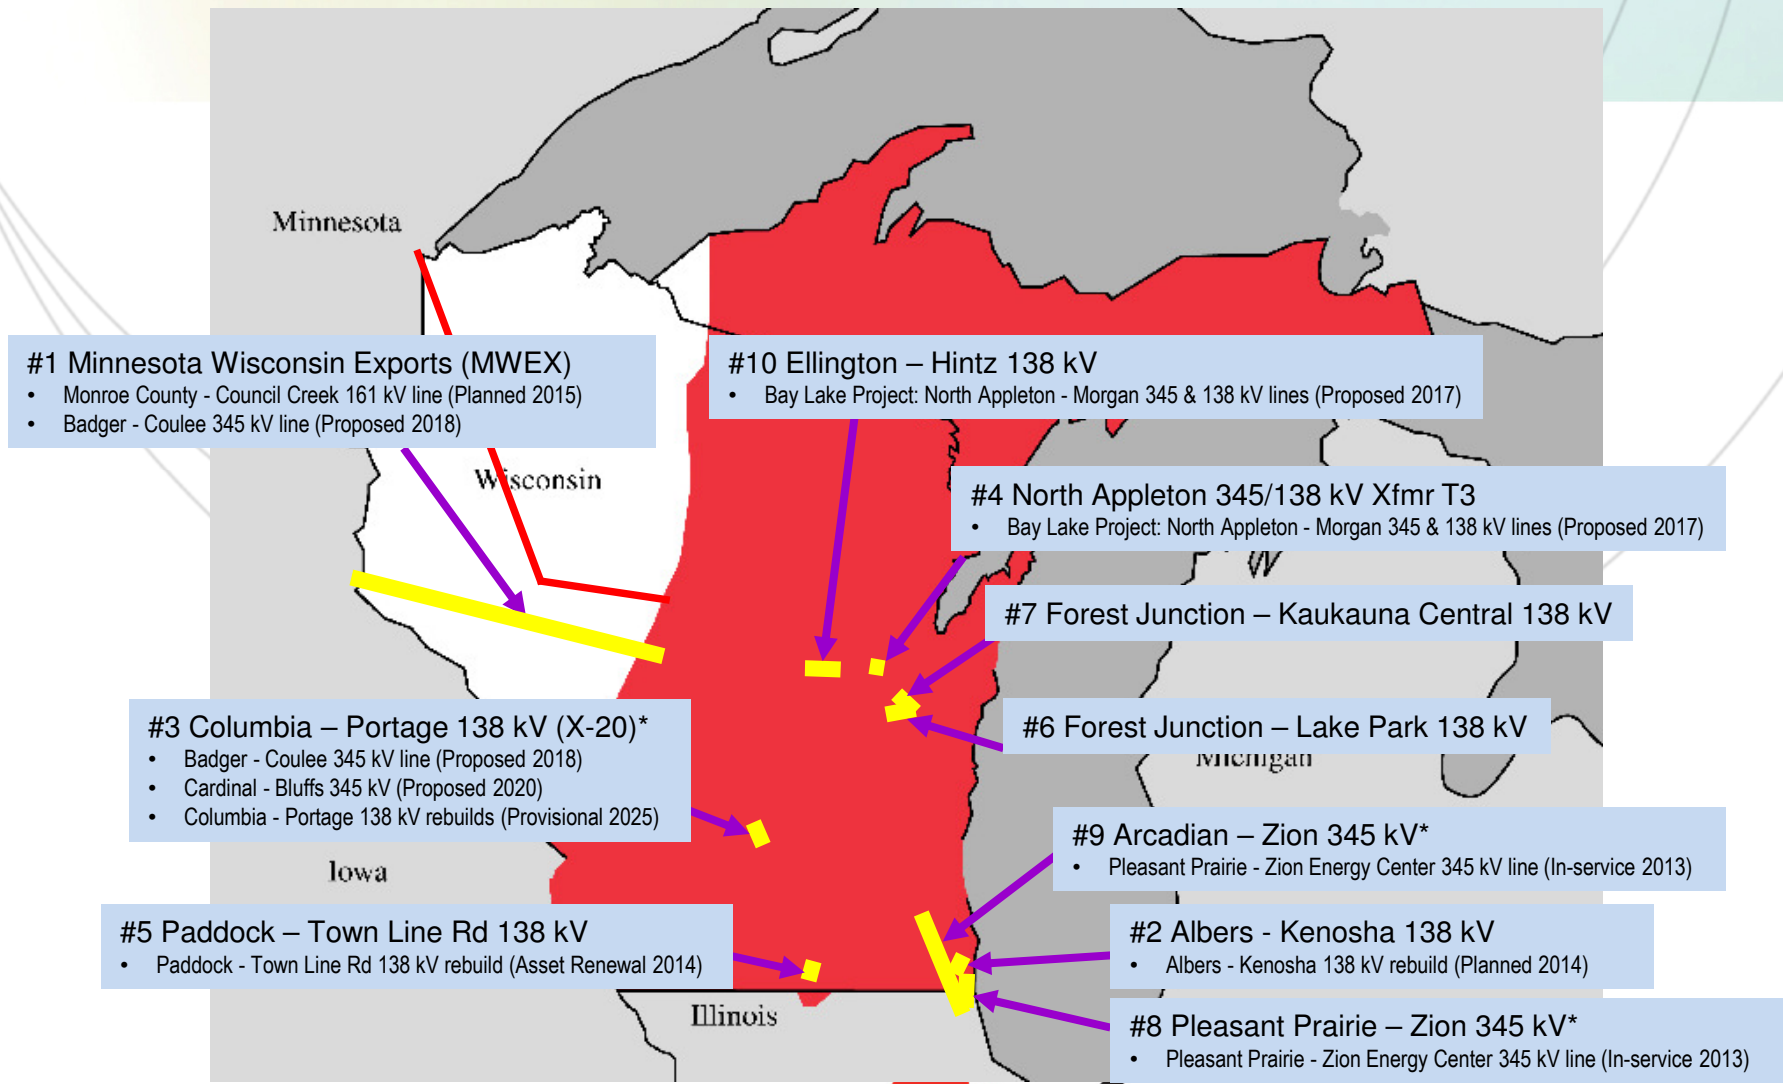 Minnesota
#1 Minnesota Wisconsin Exports (MWEX)
• Monroe County - Council Creek 161 kV line (Planned 2015)
• Badger - Coulee 345 kV line (Proposed 2018)
#10 Ellington – Hintz 138 kV
• Bay Lake Project: North Appleton - Morgan 345 & 138 kV lines (Proposed 2017)
Wisconsin
#4 North Appleton 345/138 kV Xfmr T3
• Bay Lake Project: North Appleton - Morgan 345 & 138 kV lines (Proposed 2017)
#7 Forest Junction – Kaukauna Central 138 kV
#6 Forest Junction – Lake Park 138 kV
Michigan
#3 Columbia – Portage 138 kV (X-20)*
• Badger - Coulee 345 kV line (Proposed 2018)
• Cardinal - Bluffs 345 kV (Proposed 2020)
• Columbia - Portage 138 kV rebuilds (Provisional 2025)
#9 Arcadian – Zion 345 kV*
• Pleasant Prairie - Zion Energy Center 345 kV line (In-service 2013)
Iowa
#5 Paddock – Town Line Rd 138 kV
• Paddock - Town Line Rd 138 kV rebuild (Asset Renewal 2014)
#2 Albers - Kenosha 138 kV
• Albers - Kenosha 138 kV rebuild (Planned 2014)
Illinois
#8 Pleasant Prairie – Zion 345 kV*
• Pleasant Prairie - Zion Energy Center 345 kV line (In-service 2013)